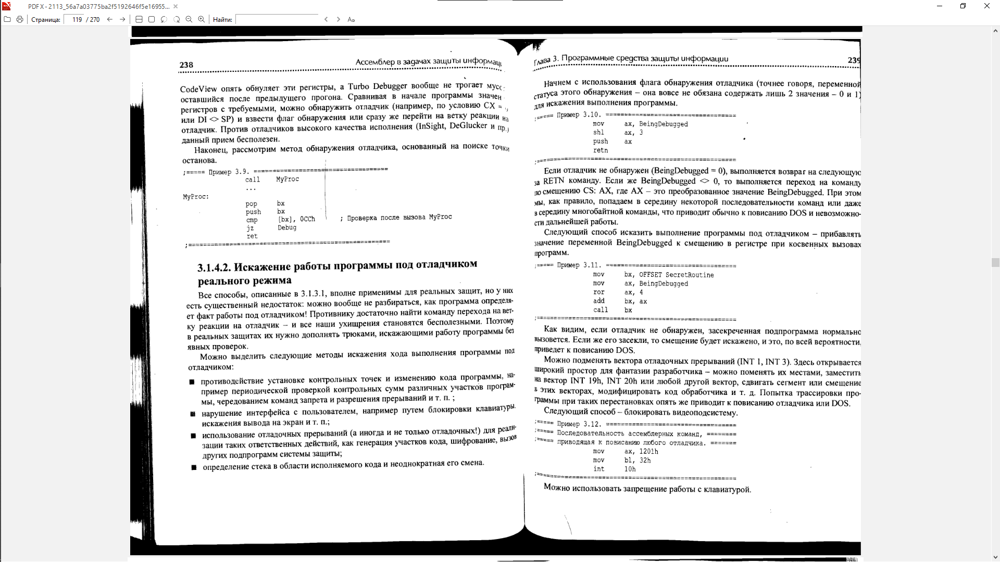 PDF X - 2113_56a7a03775ba2f5192646f5e16955...
Страница: 119 / 270 Найти: Aa
238 Ассемблер в задачах защиты информац
CodeView опять обнуляет эти регистры, а Turbo Debugger вообще не трогает мусс
оставшийся после предыдущего прогона. Сравнивая в начале программы значен
регистров с требуемыми, можно обнаружить отладчик (например, по условию CX =
или DI <> SP) и взвести флаг обнаружения или сразу же перейти на ветку реакции на
отладчик. Против отладчиков высокого качества исполнения (InSight, DeGlucker и пр.)
данный прием бесполезен.
Наконец, рассмотрим метод обнаружения отладчика, основанный на поиске точки
останова.
;===== Пример 3.9. ====================================
call MyProc
...
MyProc:
pop bx
push bx
cmp [bx], 0CCh ; Проверка после вызова MyProc
jz Debug
ret
;======================================================
3.1.4.2. Искажение работы программы под отладчиком
реального режима
Все способы, описанные в 3.1.3.1, вполне применимы для реальных защит, но у них
есть существенный недостаток: можно вообще не разбираться, как программа определя-
ет факт работы под отладчиком! Противнику достаточно найти команду перехода на вет-
ку реакции на отладчик – и все наши ухищрения становятся бесполезными. Поэтому
в реальных защитах их нужно дополнять трюками, искажающими работу программы без
явных проверок.
Можно выделить следующие методы искажения хода выполнения программы под
отладчиком:
■ противодействие установке контрольных точек и изменению кода программы, на-
пример периодической проверкой контрольных сумм различных участков програм-
мы, чередованием команд запрета и разрешения прерываний и т. п. ;
■ нарушение интерфейса с пользователем, например путем блокировки клавиатуры.
искажения вывода на экран и т. п.;
■ использование отладочных прерываний (а иногда и не только отладочных!) для реали-
зации таких ответственных действий, как генерация участков кода, шифрование, вызов
других подпрограмм системы защиты;
■ определение стека в области исполняемого кода и неоднократная его смена.
Глава 3. Программные средства защиты информации 239
Начнем с использования флага обнаружения отладчика (точнее говоря, переменной
статуса этого обнаружения – она вовсе не обязана содержать лишь 2 значения – 0 и 1)
для искажения выполнения программы.
;===== Пример 3.10. ===================================
mov ax, BeingDebugged
shl ax, 3
push ax
retn
;======================================================
Если отладчик не обнаружен (BeingDebugged = 0), выполняется возврат на следующую
за RETN команду. Если же BeingDebugged <> 0, то выполняется переход на команду
по смещению CS: AX, где AX – это преобразованное значение BeingDebugged. При этом
мы, как правило, попадаем в середину некоторой последовательности команд или даже
в середину многобайтной команды, что приводит обычно к повисанию DOS и невозможно-
сти дальнейшей работы.
Следующий способ исказить выполнение программы под отладчиком – прибавлять
значение переменной BeingDebugged к смещению в регистре при косвенных вызовах
программ.
;===== Пример 3.11. ===================================
mov bx, OFFSET SecretRoutine
mov ax, BeingDebugged
ror ax, 4
add bx, ax
call bx
;======================================================
Как видим, если отладчик не обнаружен, засекреченная подпрограмма нормально
вызовется. Если же его засекли, то смещение будет искажено, и это, по всей вероятности,
приведет к повисанию DOS.
Можно подменять вектора отладочных прерываний (INT 1, INT 3). Здесь открывается
широкий простор для фантазии разработчика – можно поменять их местами, заместить
на вектор INT 19h, INT 20h или любой другой вектор, сдвигать сегмент или смещение
в этих векторах, модифицировать код обработчика и т. д. Попытка трассировки про-
граммы при таких перестановках опять же приводит к повисанию отладчика или DOS.
Следующий способ – блокировать видеоподсистему.
;===== Пример 3.12. ===================================
;===== Последовательность ассемблерных команд, ========
;===== приводящая к повисанию любого отладчика. =======
mov ax, 1201h
mov bl, 32h
int 10h
;======================================================
Можно использовать запрещение работы с клавиатурой.